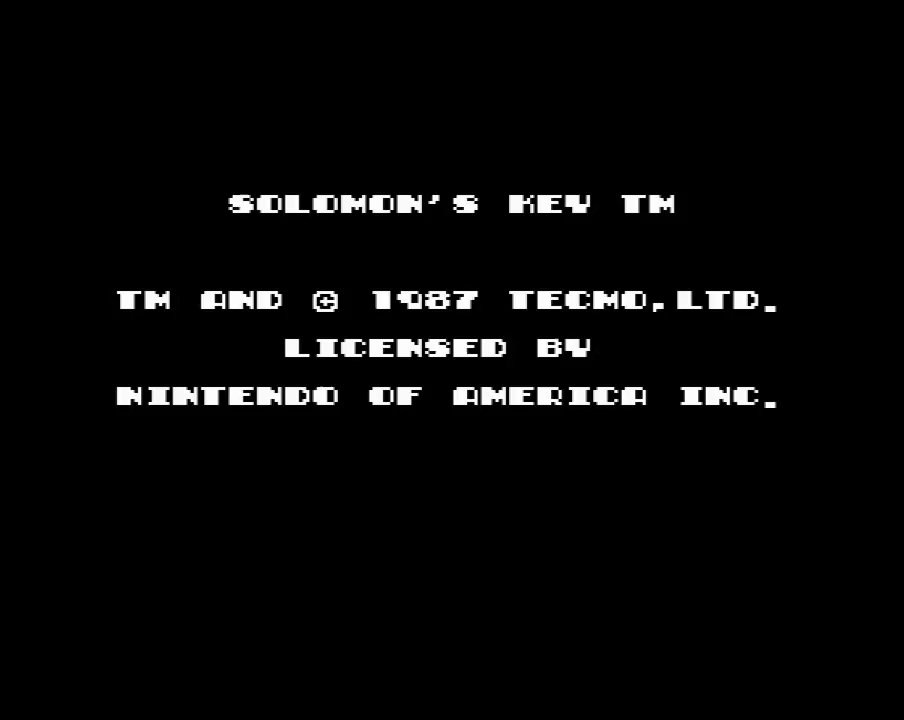 SOLOMON'S KEY TM
TM AND © 1987 TECMO,LTD.
LICENSED BY
NINTENDO OF AMERICA INC.